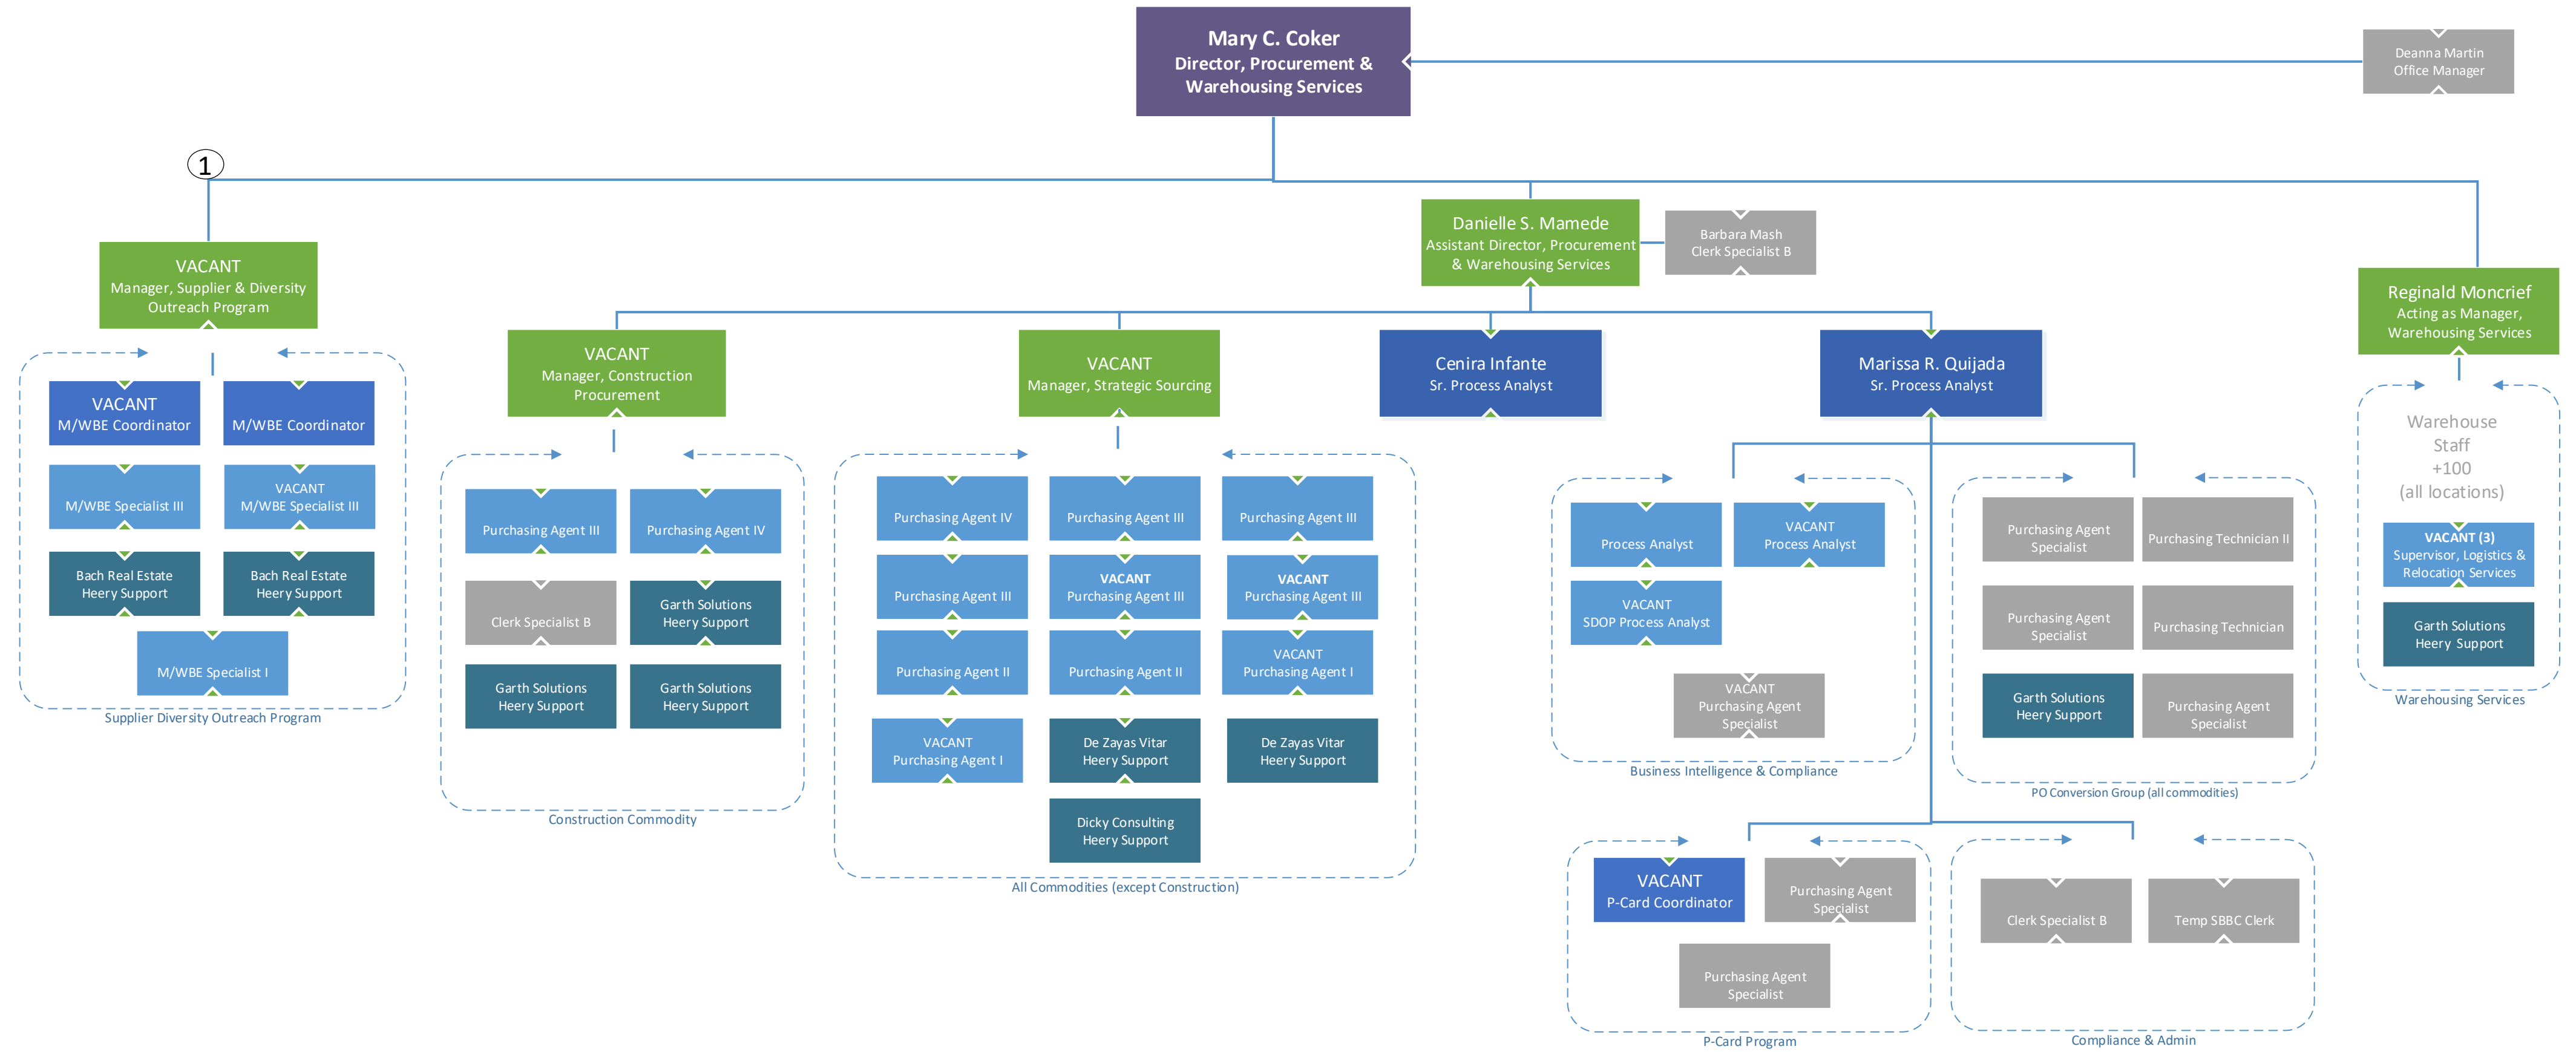 Mary C. Coker
Director, Procurement &
Warehousing Services
Deanna Martin
Office Manager
1
Danielle S. Mamede
Assistant Director, Procurement
& Warehousing Services
Barbara Mash
Clerk Specialist B
VACANT
Manager, Supplier & Diversity
Outreach Program
Reginald Moncrief
Acting as Manager,
Warehousing Services
VACANT
Manager, Construction
Procurement
VACANT
Manager, Strategic Sourcing
Cenira Infante
Sr. Process Analyst
Marissa R. Quijada
Sr. Process Analyst
VACANT
M/WBE Coordinator
M/WBE Coordinator
M/WBE Specialist III
VACANT
M/WBE Specialist III
Bach Real Estate
Heery Support
Bach Real Estate
Heery Support
M/WBE Specialist I
Supplier Diversity Outreach Program
Purchasing Agent III
Purchasing Agent IV
Clerk Specialist B
Garth Solutions
Heery Support
Garth Solutions
Heery Support
Garth Solutions
Heery Support
Construction Commodity
Purchasing Agent IV
Purchasing Agent III
Purchasing Agent III
Purchasing Agent III
VACANT
Purchasing Agent III
VACANT
Purchasing Agent III
Purchasing Agent II
Purchasing Agent II
VACANT
Purchasing Agent I
VACANT
Purchasing Agent I
De Zayas Vitar
Heery Support
De Zayas Vitar
Heery Support
Dicky Consulting
Heery Support
All Commodities (except Construction)
Process Analyst
VACANT
Process Analyst
VACANT
SDOP Process Analyst
VACANT
Purchasing Agent
Specialist
Business Intelligence & Compliance
Purchasing Agent
Specialist
Purchasing Technician II
Purchasing Agent
Specialist
Purchasing Technician
Garth Solutions
Heery Support
Purchasing Agent
Specialist
PO Conversion Group (all commodities)
Warehouse
Staff
+100
(all locations)
VACANT (3)
Supervisor, Logistics &
Relocation Services
Garth Solutions
Heery Support
Warehousing Services
VACANT
P-Card Coordinator
Purchasing Agent
Specialist
Purchasing Agent
Specialist
P-Card Program
Clerk Specialist B
Temp SBBC Clerk
Compliance & Admin